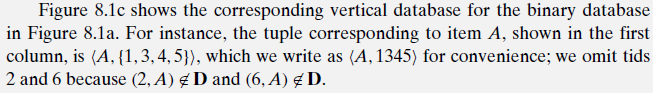 Figure 8.1c shows the corresponding vertical database for the binary database
in Figure 8.1a. For instance, the tuple corresponding to item A, shown in the first
column, is ⟨A, {1,3,4,5}⟩, which we write as ⟨A, 1345⟩ for convenience; we omit tids
2 and 6 because (2, A) ∉ D and (6, A) ∉ D.